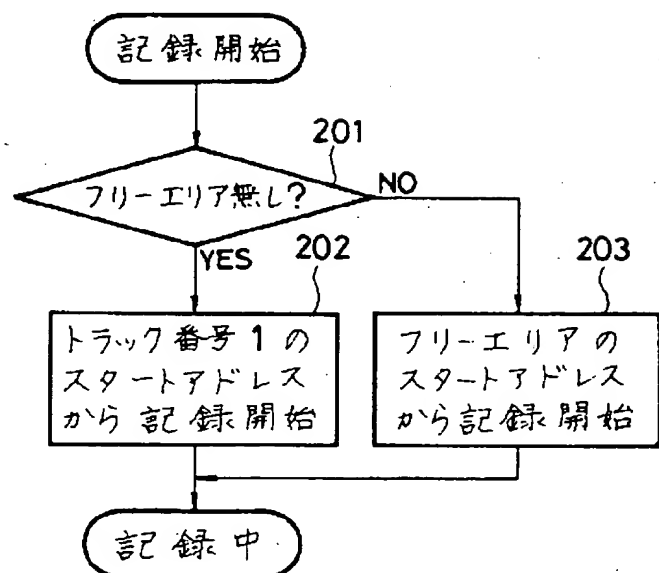 記録開始
201
フリーエリア無し?
NO
YES
202
203
トラック番号1の
スタートアドレス
から記録開始
フリーエリアの
スタートアドレス
から記録開始
記録中